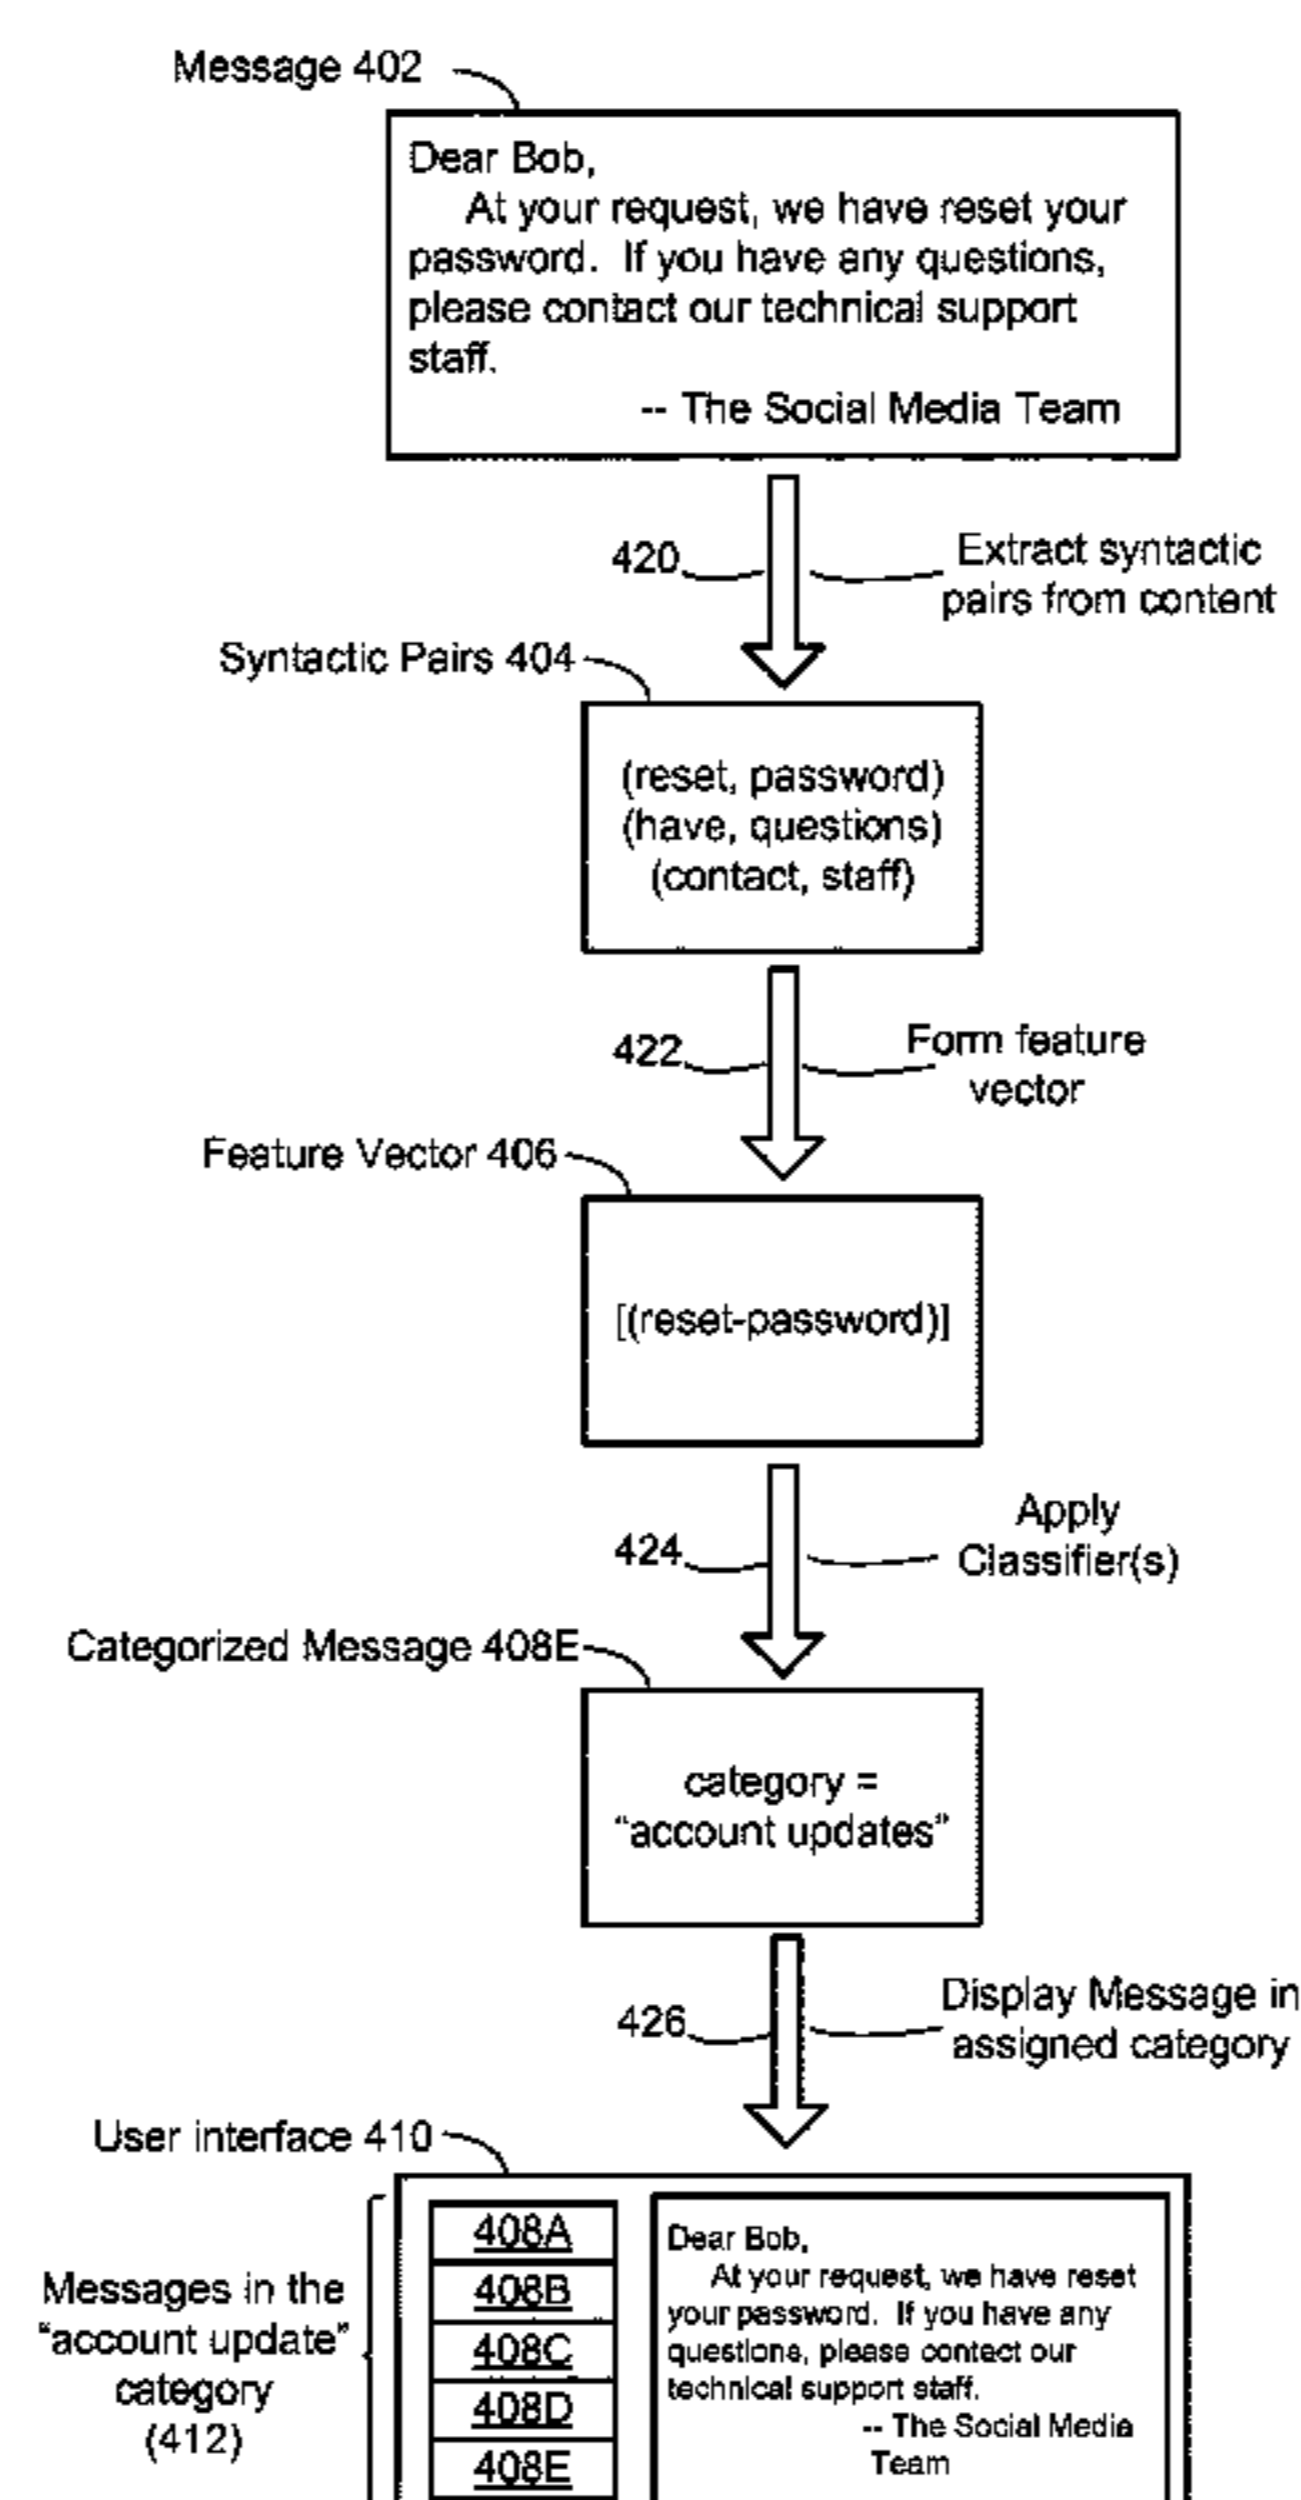 Message 402
Dear Bob,
At your request, we have reset your
password. If you have any questions,
please contact our technical support
staff.
-- The Social Media Team
420
Extract syntactic
pairs from content
Syntactic Pairs 404
(reset, password)
(have, questions)
(contact, staff)
422
Form feature
vector
Feature Vector 406
[(reset-password)]
424
Apply
Classifier(s)
Categorized Message 408E
category =
“account updates”
426
Display Message in
assigned category
User interface 410
Messages in the
“account update”
category
(412)
408A
408B
408C
408D
408E
Dear Bob,
At your request, we have reset
your password. If you have any
questions, please contact our
technical support staff.
-- The Social Media
Team